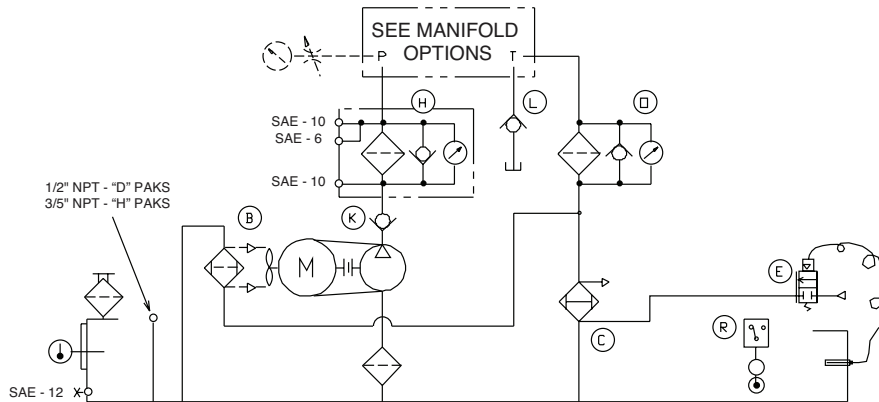 SEE MANIFOLD
OPTIONS
P
T
H
L
O
SAE - 10
SAE - 6
SAE - 10
1/2" NPT - “D” PAKS
3/5" NPT - “H” PAKS
B
K
M
E
R
C
SAE - 12